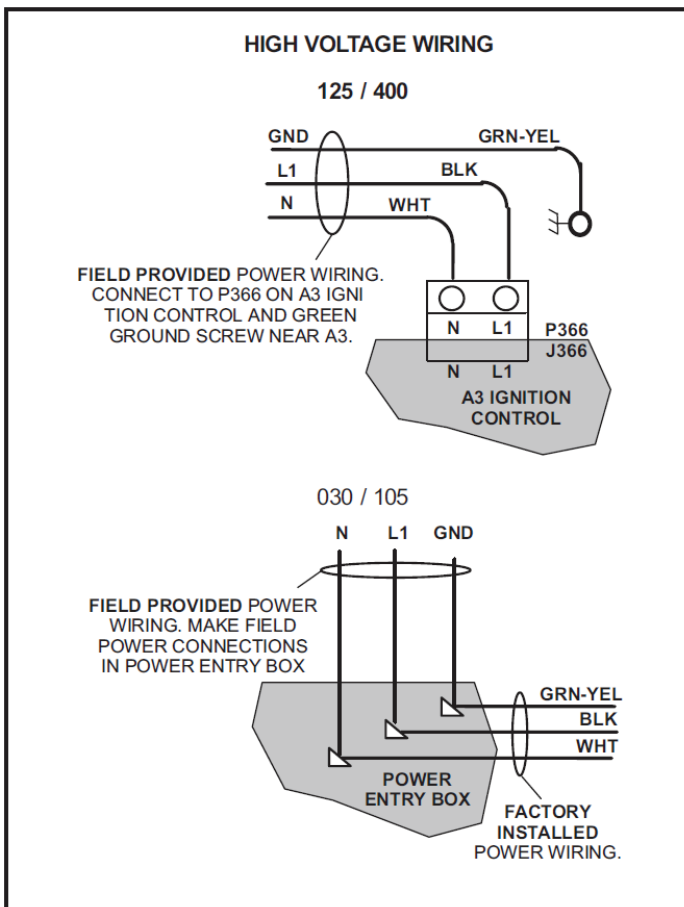 HIGH VOLTAGE WIRING
125 / 400
GND
GRN-YEL
L1
BLK
N
WHT
FIELD PROVIDED POWER WIRING.
CONNECT TO P366 ON A3 IGNI
TION CONTROL AND GREEN
GROUND SCREW NEAR A3.
N L1 P366
J366
N L1
A3 IGNITION
CONTROL
030 / 105
N L1 GND
FIELD PROVIDED POWER
WIRING. MAKE FIELD
POWER CONNECTIONS
IN POWER ENTRY BOX
GRN-YEL
BLK
WHT
POWER
ENTRY BOX
FACTORY
INSTALLED
POWER WIRING.